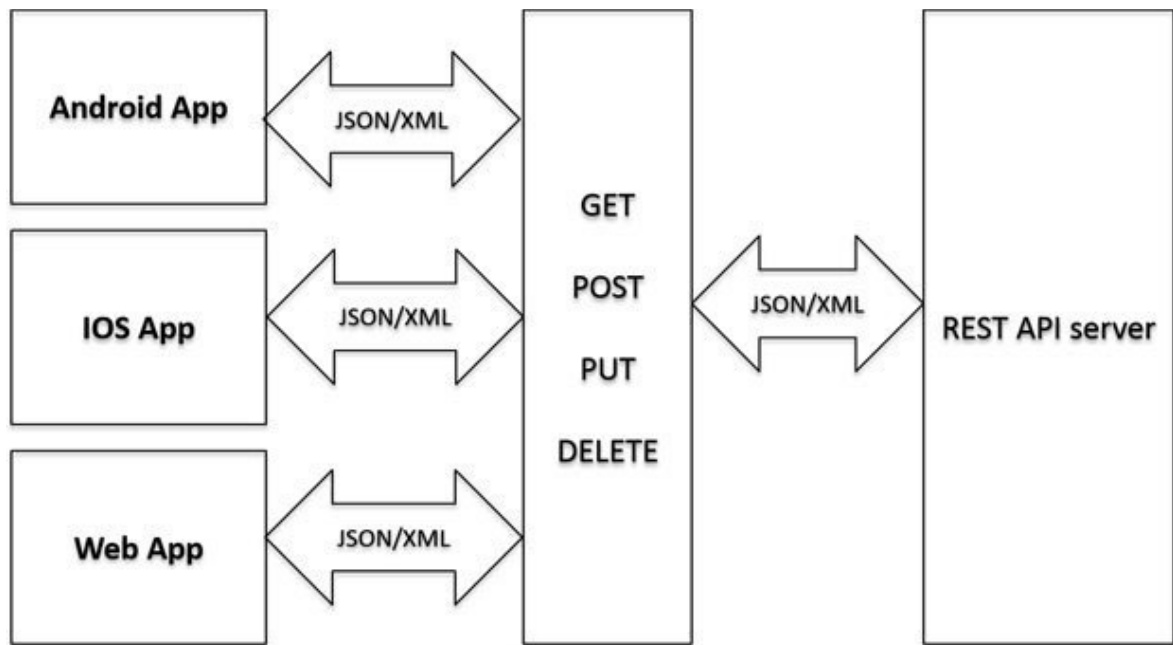 Android App
JSON/XML
IOS App
JSON/XML
Web App
JSON/XML
GET
POST
PUT
DELETE
JSON/XML
REST API server